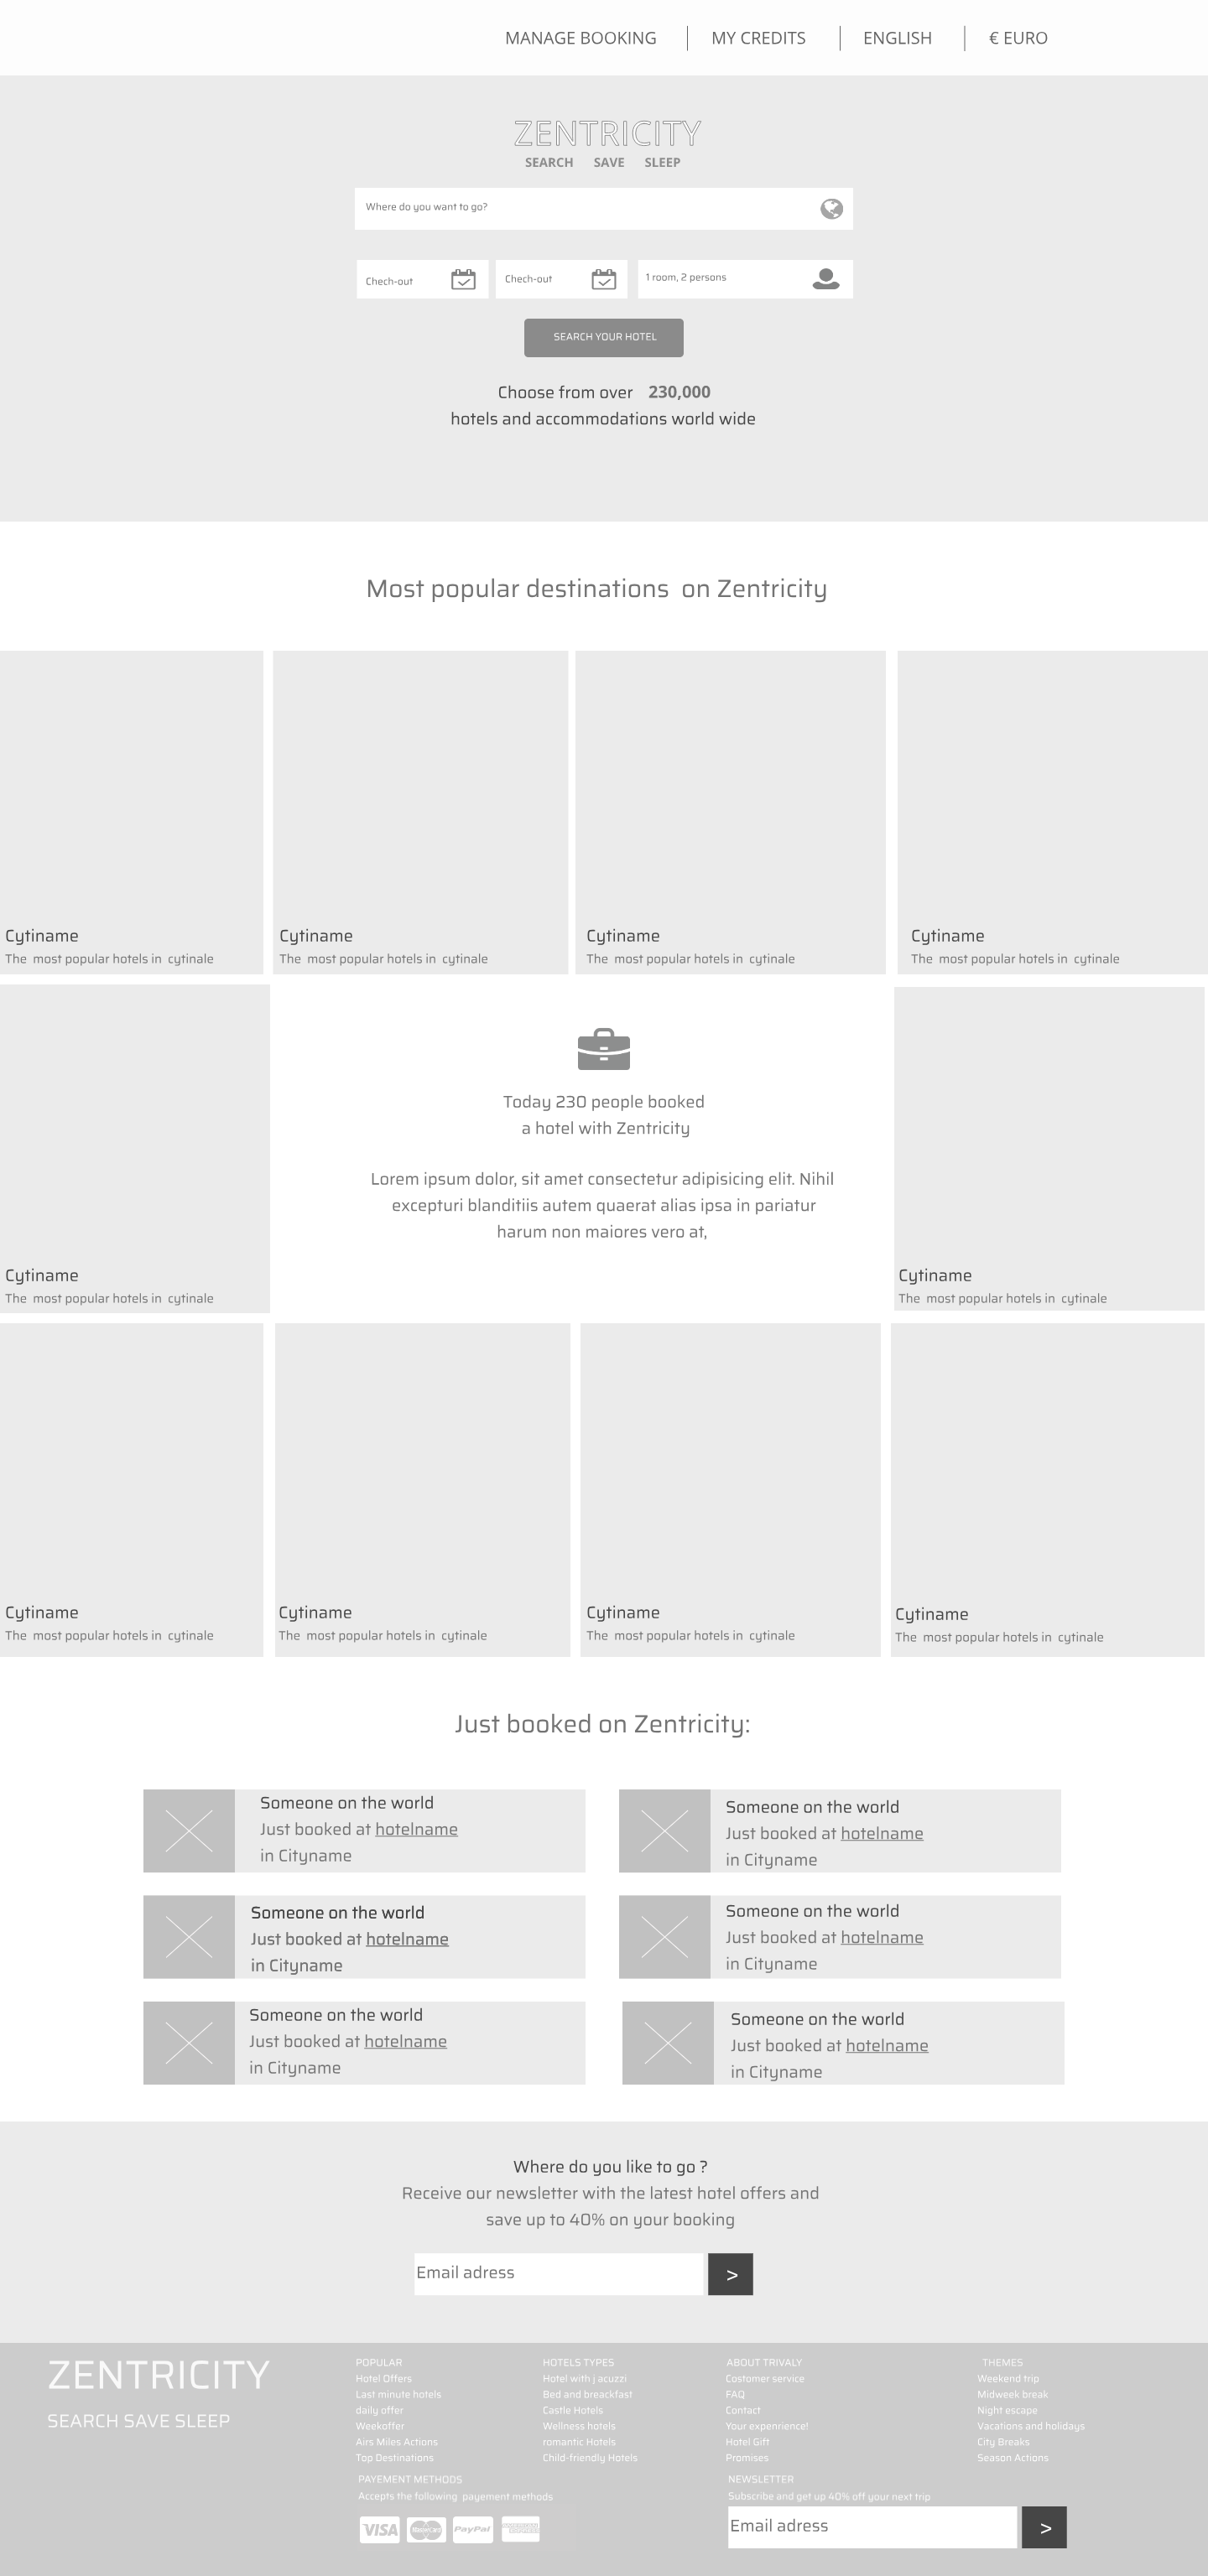 MANAGE BOOKING MY CREDITS ENGLISH € EURO
ZENTRICITY
SEARCH SAVE SLEEP
Where do you want to go?
Chech-out Chech-out 1 room, 2 persons
SEARCH YOUR HOTEL
Choose from over 230,000
hotels and accommodations world wide
Most popular destinations on Zentricity
Cytiname
The most popular hotels in cytinale
Cytiname
The most popular hotels in cytinale
Cytiname
The most popular hotels in cytinale
Cytiname
The most popular hotels in cytinale
Cytiname
The most popular hotels in cytinale
Today 230 people booked
a hotel with Zentricity
Lorem ipsum dolor, sit amet consectetur adipisicing elit. Nihil
excepturi blanditiis autem quaerat alias ipsa in pariatur
harum non maiores vero at,
Cytiname
The most popular hotels in cytinale
Cytiname
The most popular hotels in cytinale
Cytiname
The most popular hotels in cytinale
Cytiname
The most popular hotels in cytinale
Cytiname
The most popular hotels in cytinale
Just booked on Zentricity:
Someone on the world
Just booked at hotelname
in Cityname
Someone on the world
Just booked at hotelname
in Cityname
Someone on the world
Just booked at hotelname
in Cityname
Someone on the world
Just booked at hotelname
in Cityname
Someone on the world
Just booked at hotelname
in Cityname
Someone on the world
Just booked at hotelname
in Cityname
Where do you like to go ?
Receive our newsletter with the latest hotel offers and
save up to 40% on your booking
Email adress >
ZENTRICITY
SEARCH SAVE SLEEP
POPULAR
Hotel Offers
Last minute hotels
daily offer
Weekoffer
Airs Miles Actions
Top Destinations
HOTELS TYPES
Hotel with j acuzzi
Bed and breackfast
Castle Hotels
Wellness hotels
romantic Hotels
Child-friendly Hotels
ABOUT TRIVALY
Costomer service
FAQ
Contact
Your expenrience!
Hotel Gift
Promises
THEMES
Weekend trip
Midweek break
Night escape
Vacations and holidays
City Breaks
Season Actions
PAYEMENT METHODS
Accepts the following payement methods
VISA MasterCard PayPal AMERICAN EXPRESS
NEWSLETTER
Subscribe and get up 40% off your next trip
Email adress >